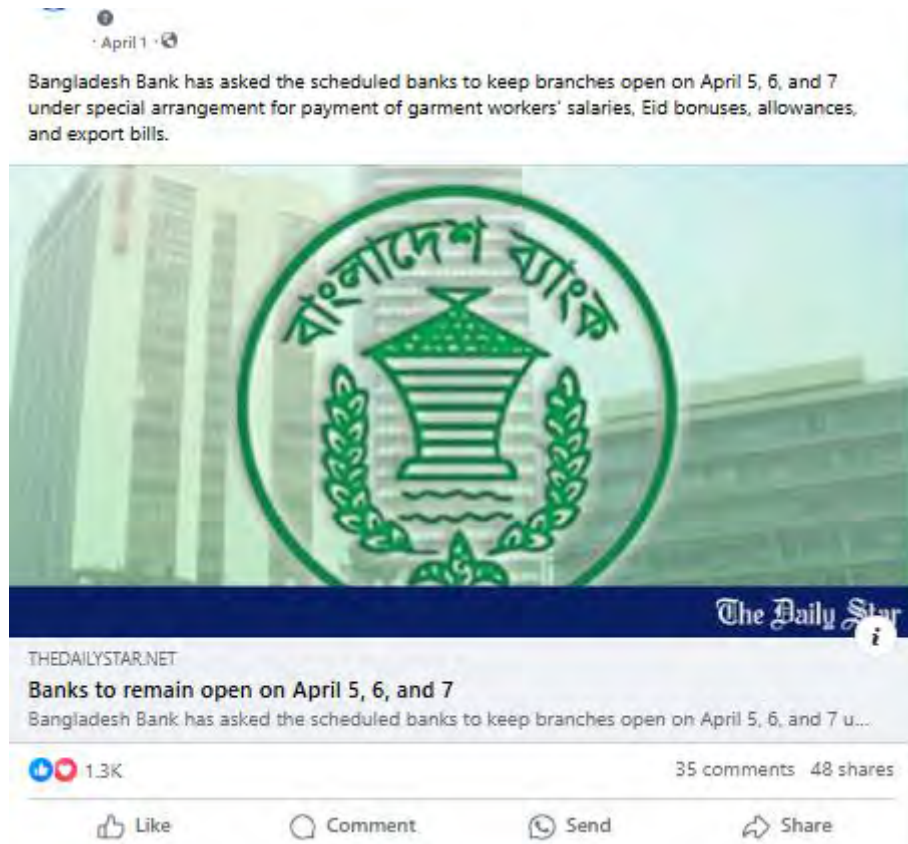 · April 1 ·
Bangladesh Bank has asked the scheduled banks to keep branches open on April 5, 6, and 7
under special arrangement for payment of garment workers' salaries, Eid bonuses, allowances,
and export bills.
বাংলাদেশ ব্যাংক
The Daily Star
i
THEDAILYSTAR.NET
Banks to remain open on April 5, 6, and 7
Bangladesh Bank has asked the scheduled banks to keep branches open on April 5, 6, and 7 u...
1.3K 35 comments 48 shares
Like Comment Send Share